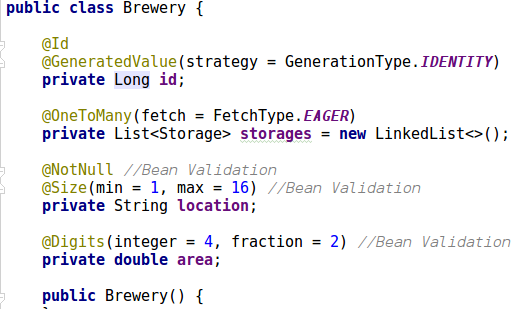 public class Brewery {
@Id
@GeneratedValue(strategy = GenerationType.IDENTITY)
private Long id;
@OneToMany(fetch = FetchType.EAGER)
private List<Storage> storages = new LinkedList<>();
@NotNull //Bean Validation
@Size(min = 1, max = 16) //Bean Validation
private String location;
@Digits(integer = 4, fraction = 2) //Bean Validation
private double area;
public Brewery() {